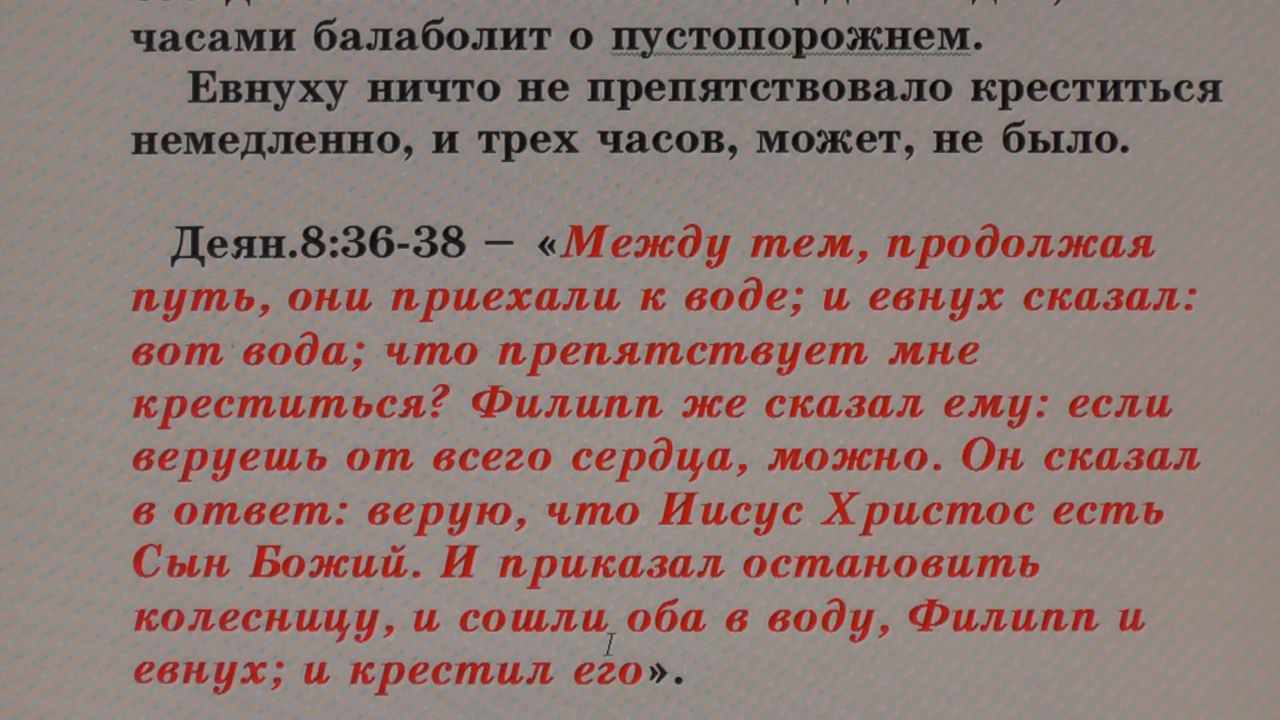 часами балаболит о пустопорожнем.
Евнуху ничто не препятствовало креститься
немедленно, и трех часов, может, не было.
Деян.8:36-38 – «Между тем, продолжая
путь, они приехали к воде; и евнух сказал:
вот вода; что препятствует мне
креститься? Филипп же сказал ему: если
веруешь от всего сердца, можно. Он сказал
в ответ: верую, что Иисус Христос есть
Сын Божий. И приказал остановить
колесницу, и сошли оба в воду, Филипп и
евнух; и крестил его».